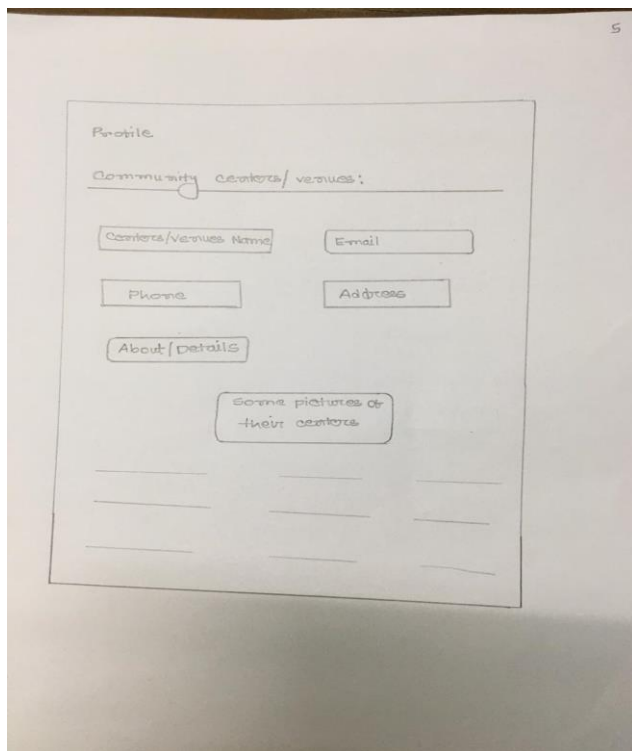 5
Profile
Community centers/venues:
Centers/Venues Name
E-mail
Phone
Address
About/Details
Some pictures of
their centers